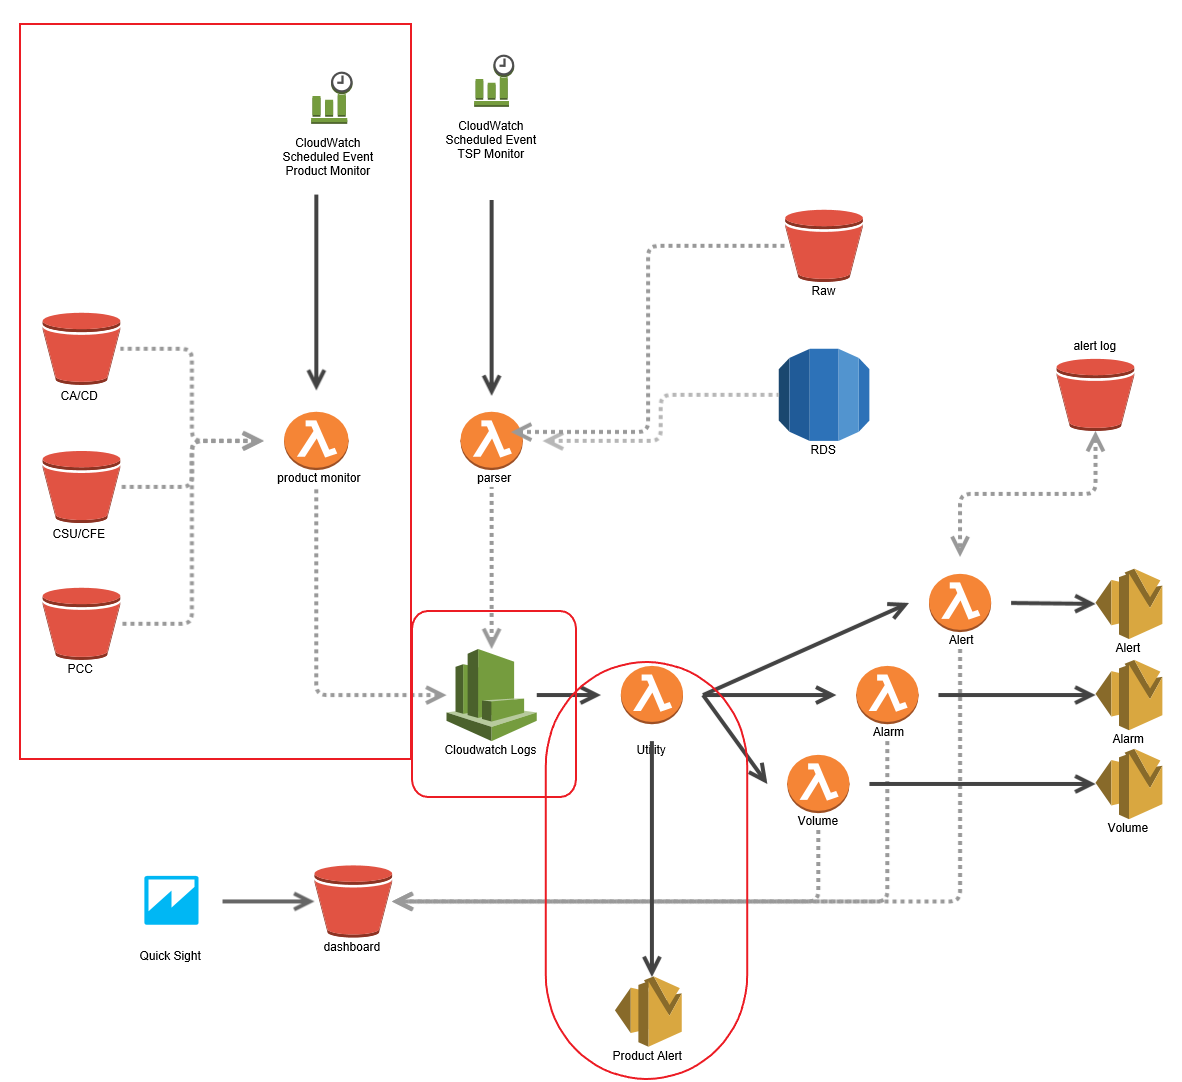 CloudWatch
Scheduled Event
Product Monitor
CloudWatch
Scheduled Event
TSP Monitor
Raw
alert log
CA/CD
RDS
product monitor
parser
CSU/CFE
Alert
Alert
PCC
Alarm
Alarm
Cloudwatch Logs
Utility
Volume
Volume
dashboard
Quick Sight
Product Alert